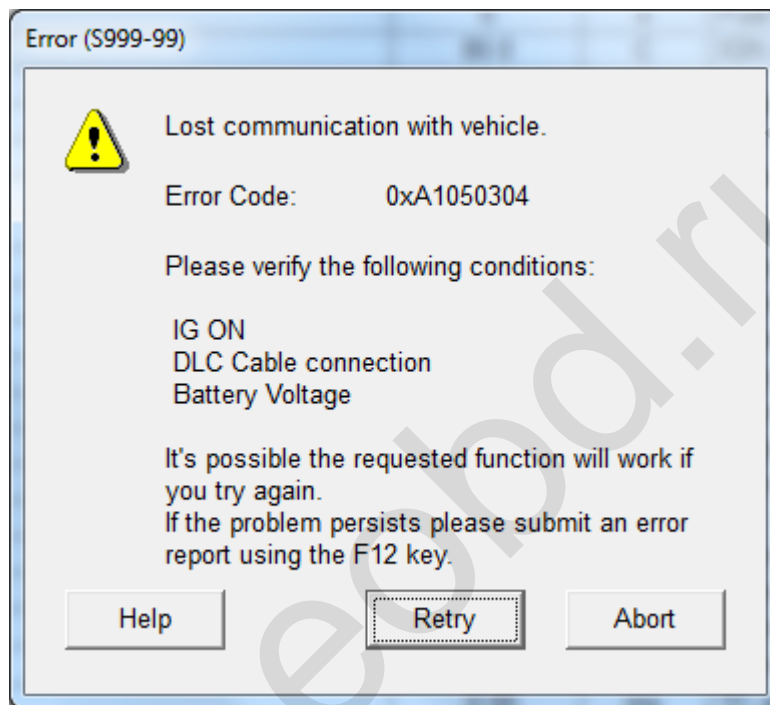 Error (S999-99)
Lost communication with vehicle.
Error Code: 0xA1050304
Please verify the following conditions:
IG ON
DLC Cable connection
Battery Voltage
It's possible the requested function will work if
you try again.
If the problem persists please submit an error
report using the F12 key.
Help Retry Abort